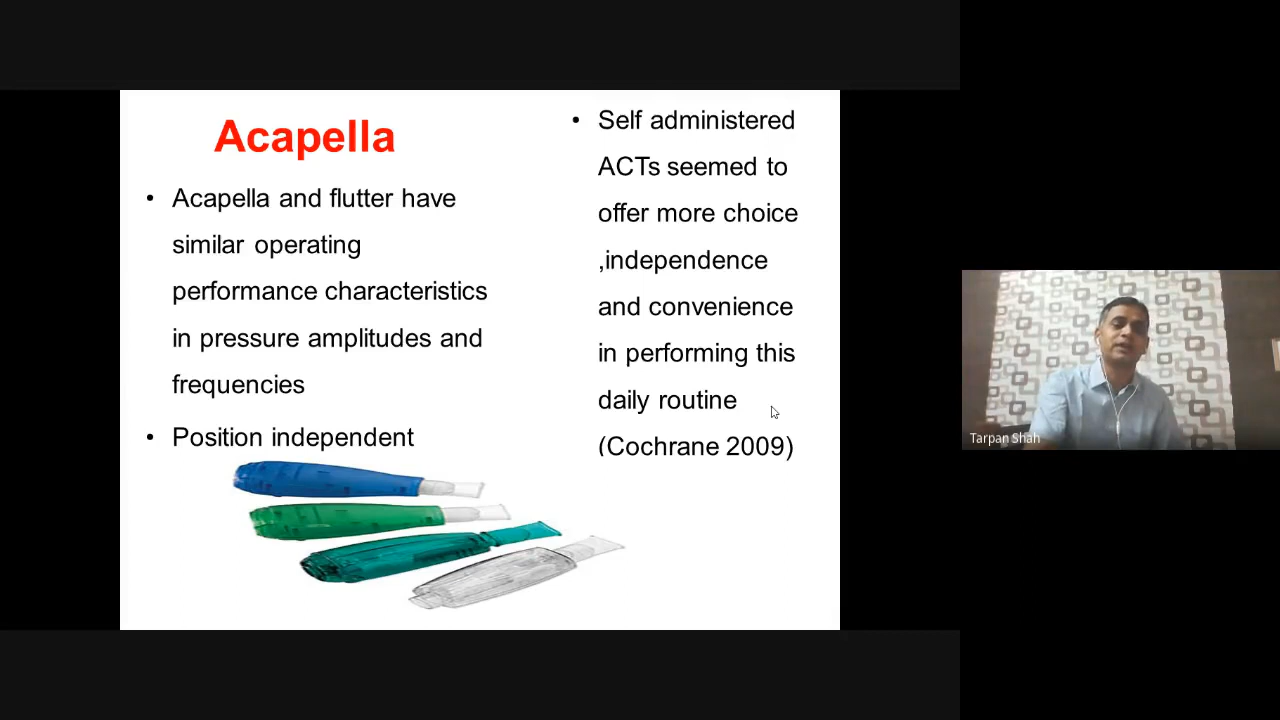 Acapella
• Acapella and flutter have
similar operating
performance characteristics
in pressure amplitudes and
frequencies
• Position independent
• Self administered
ACTs seemed to
offer more choice
,independence
and convenience
in performing this
daily routine
(Cochrane 2009)
Tarpan Shah